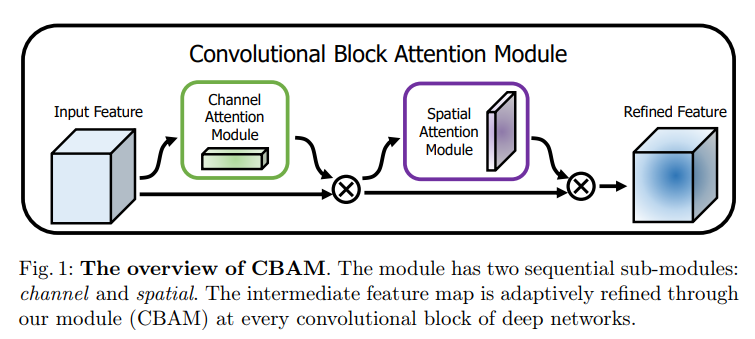 Convolutional Block Attention Module
Input Feature
Channel
Attention
Module
Spatial
Attention
Module
Refined Feature
Fig. 1: The overview of CBAM. The module has two sequential sub-modules:
channel and spatial. The intermediate feature map is adaptively refined through
our module (CBAM) at every convolutional block of deep networks.